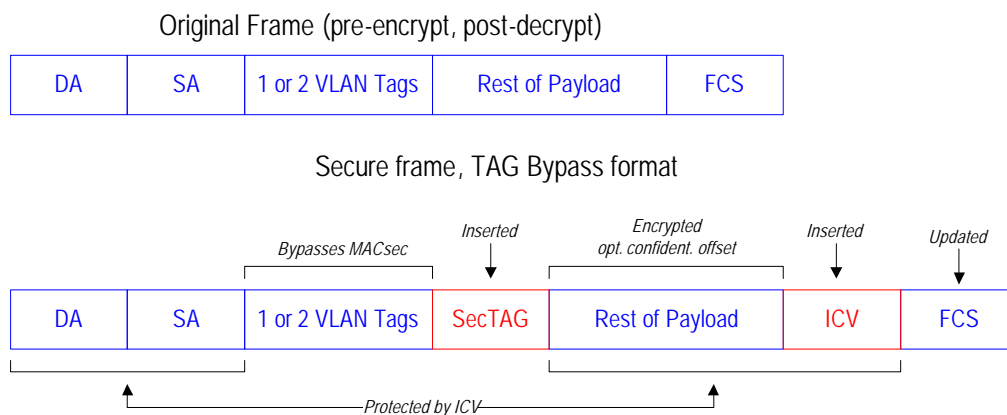 Original Frame (pre-encrypt, post-decrypt)
DA SA 1 or 2 VLAN Tags Rest of Payload FCS
Secure frame, TAG Bypass format
Bypasses MACsec
Inserted
Encrypted
opt. confident. offset
Inserted
Updated
DA SA 1 or 2 VLAN Tags SecTAG Rest of Payload ICV FCS
Protected by ICV